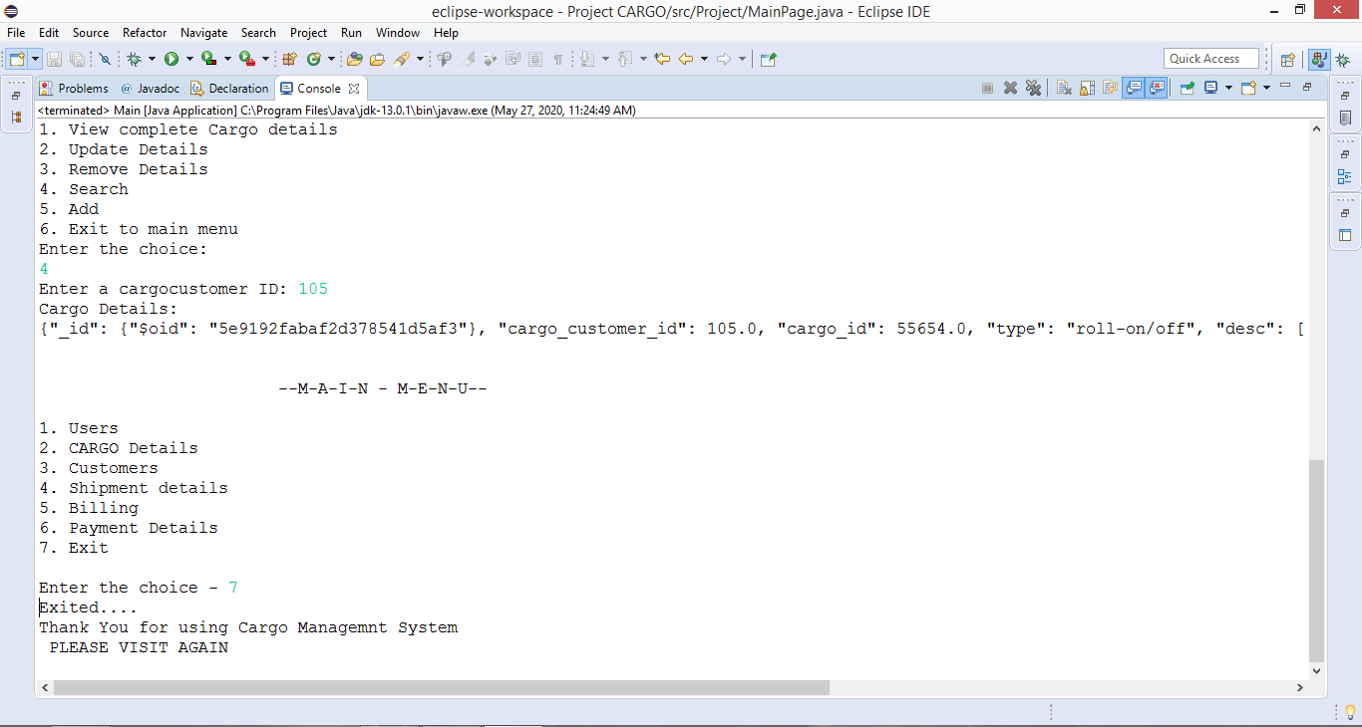 eclipse-workspace - Project CARGO/src/Project/MainPage.java - Eclipse IDE
File Edit Source Refactor Navigate Search Project Run Window Help
Quick Access
Problems @ Javadoc Declaration Console
<terminated> Main [Java Application] C:\Program Files\Java\jdk-13.0.1\bin\javaw.exe (May 27, 2020, 11:24:49 AM)
1. View complete Cargo details
2. Update Details
3. Remove Details
4. Search
5. Add
6. Exit to main menu
Enter the choice:
4
Enter a cargocustomer ID: 105
Cargo Details:
{"_id": {"$oid": "5e9192fabaf2d378541d5af3"}, "cargo_customer_id": 105.0, "cargo_id": 55654.0, "type": "roll-on/off", "desc": [
--M-A-I-N - M-E-N-U--
1. Users
2. CARGO Details
3. Customers
4. Shipment details
5. Billing
6. Payment Details
7. Exit
Enter the choice - 7
Exited....
Thank You for using Cargo Managemnt System
PLEASE VISIT AGAIN